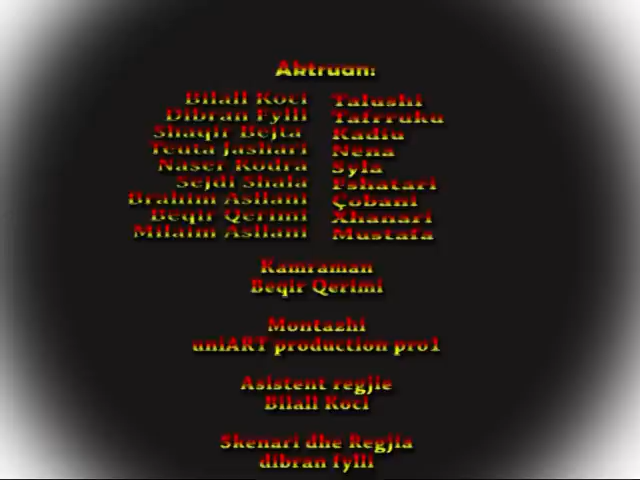 Aktruan:
Bilall Koci Talushi
Dibran Fylli Tafrruku
Shaqir Bejta Kadiu
Teuta Jashari Nena
Naser Kodra Syla
Sejdi Shala Fshatari
Brahim Asllani Çobani
Beqir Qerimi Xhanari
Milaim Asllani Mustafa
Kamraman
Beqir Qerimi
Montazhi
uniART production pro1
Asistent regjie
Bilall Koci
Skenari dhe Regjia
dibran fylli